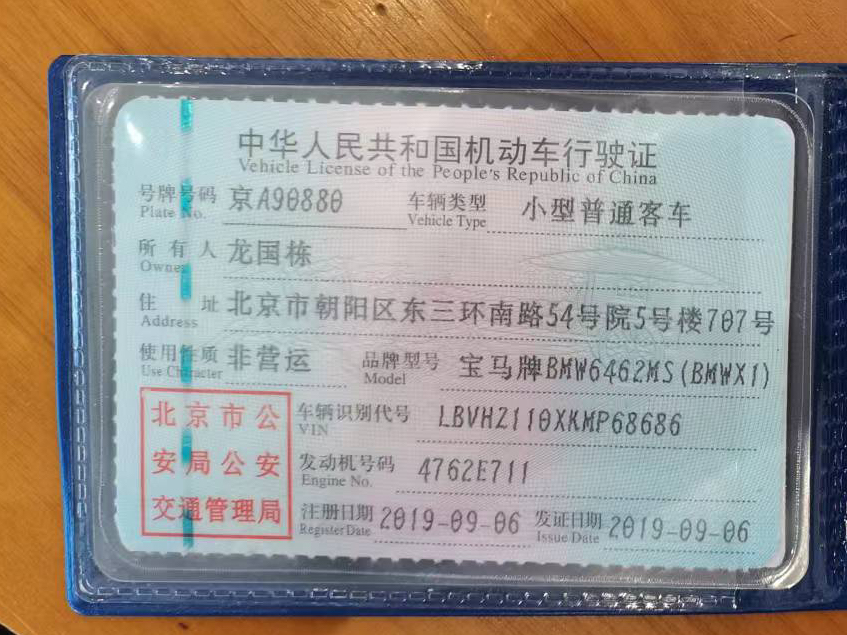 中华人民共和国机动车行驶证
Vehicle License of the People's Republic of China
号牌号码 京A90880 车辆类型 小型普通客车
Plate No. Vehicle Type
所有人 龙国栋
Owner
住址 北京市朝阳区东三环南路54号院5号楼707号
Address
使用性质 非营运 品牌型号 宝马牌BMW6462MS(BMWX1)
Use Character Model
北京市公
安局公安
交通管理局
车辆识别代号 LBVHZ110XKMP68686
VIN
发动机号码 4762E711
Engine No.
注册日期 2019-09-06 发证日期 2019-09-06
Register Date Issue Date